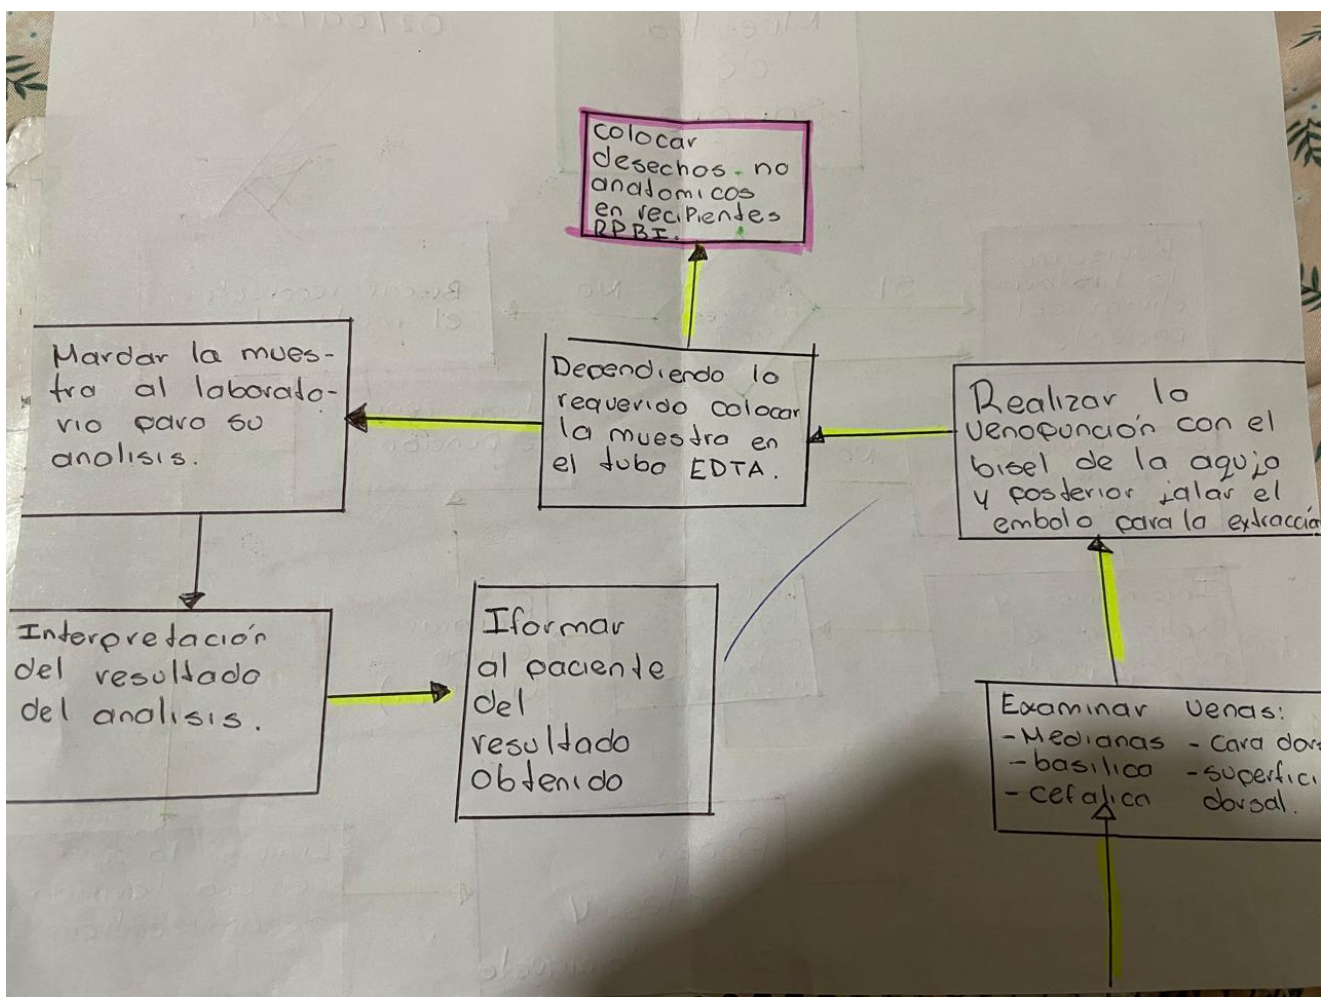 colocar
desechos no
anatomicos
en recipientes
RPBI.
Mardar la mues-
tra al laborato-
rio para su
analisis.
Dependiendo lo
requerido colocar
la muestra en
el tubo EDTA.
Realizar la
venopunción con el
bisel de la aguja
y posterior jalar el
embolo para la extracción
Interpretación
del resultado
del analisis.
Iformar
al paciente
del
resultado
obtenido
Examinar venas:
- Medianas - Cara dors
- basilica - superfici
- cefalica dorsal.